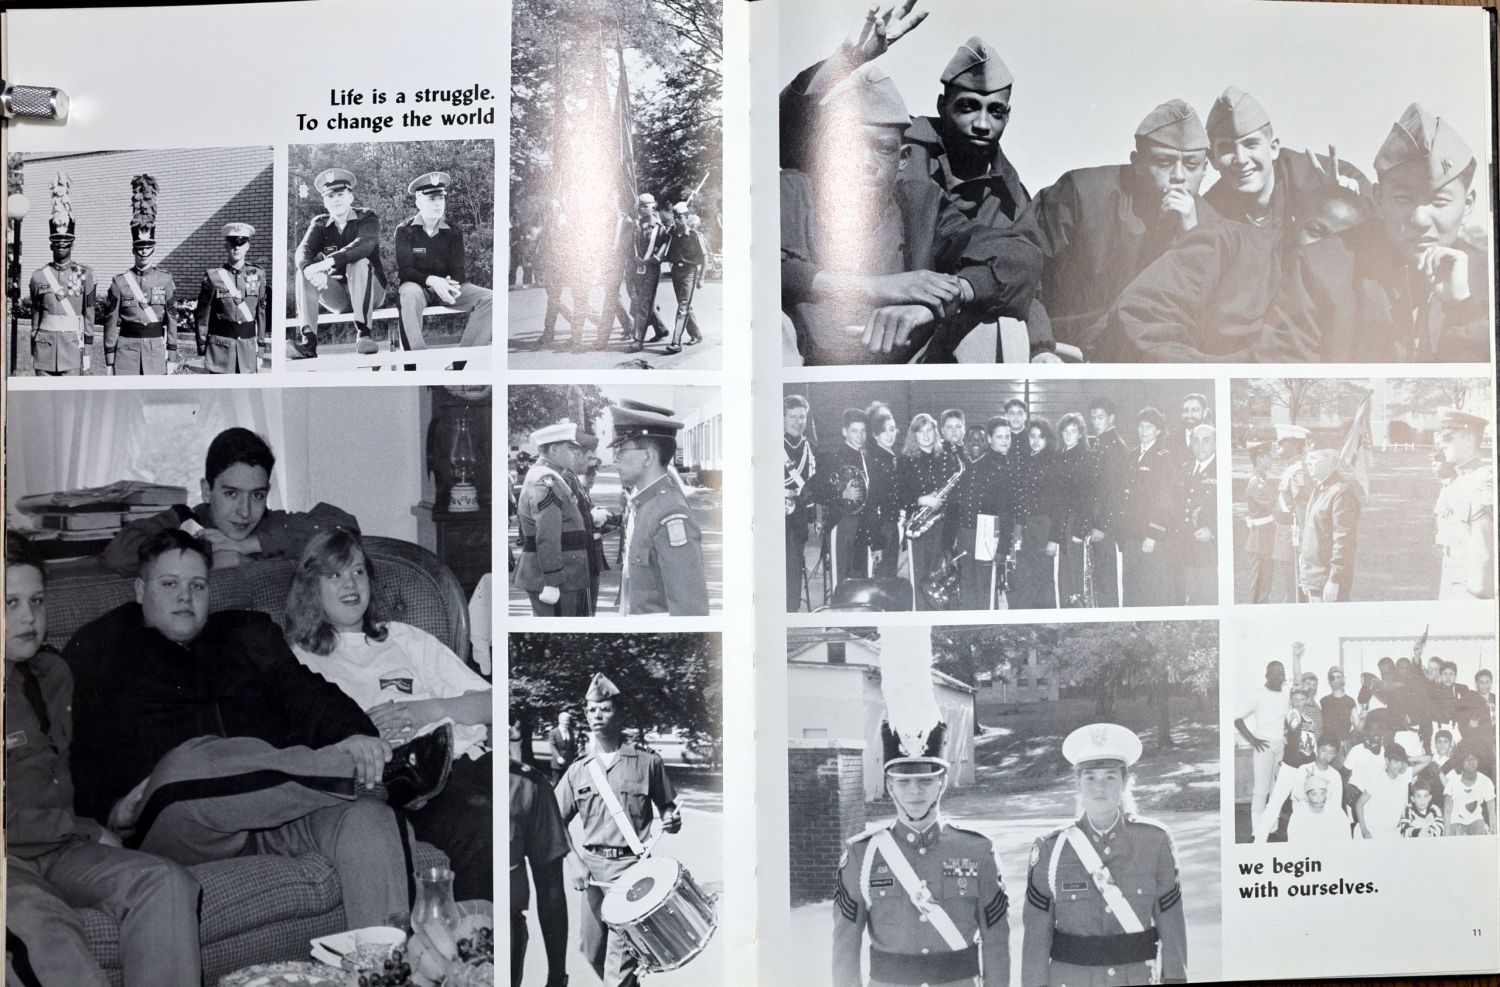 Life is a struggle.
To change the world
we begin
with ourselves.
11